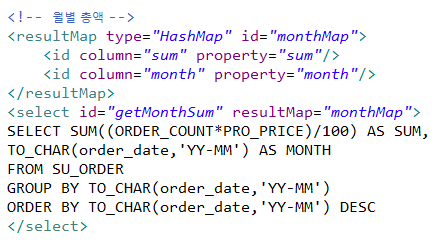 <!-- 월별 총액 -->
<resultMap type="HashMap" id="monthMap">
    <id column="sum" property="sum"/>
    <id column="month" property="month"/>
</resultMap>
<select id="getMonthSum" resultMap="monthMap">
SELECT SUM((ORDER_COUNT*PRO_PRICE)/100) AS SUM,
TO_CHAR(order_date,'YY-MM') AS MONTH
FROM SU_ORDER
GROUP BY TO_CHAR(order_date,'YY-MM')
ORDER BY TO_CHAR(order_date,'YY-MM') DESC
</select>